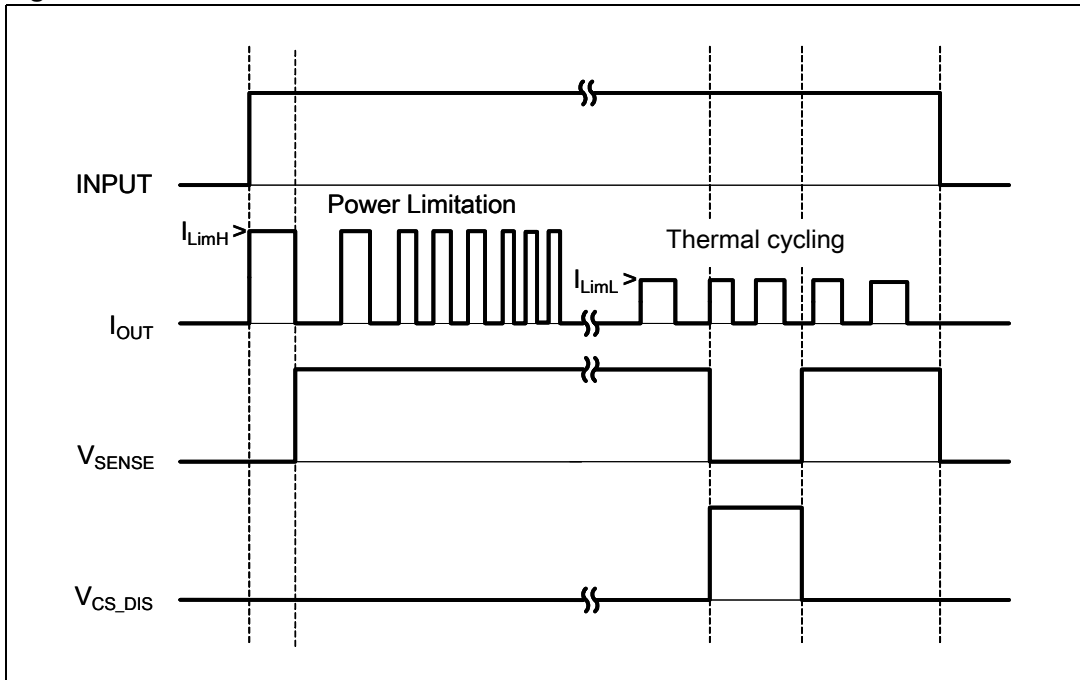 INPUT
Power Limitation
I_LimH >
Thermal cycling
I_LimL >
I_OUT
V_SENSE
V_CS_DIS